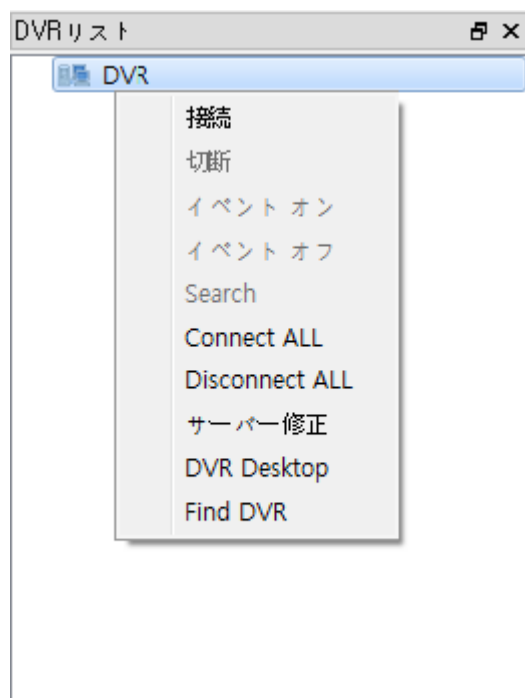 DVRリスト
DVR
接続
切断
イベント オン
イベント オフ
Search
Connect ALL
Disconnect ALL
サーバー修正
DVR Desktop
Find DVR